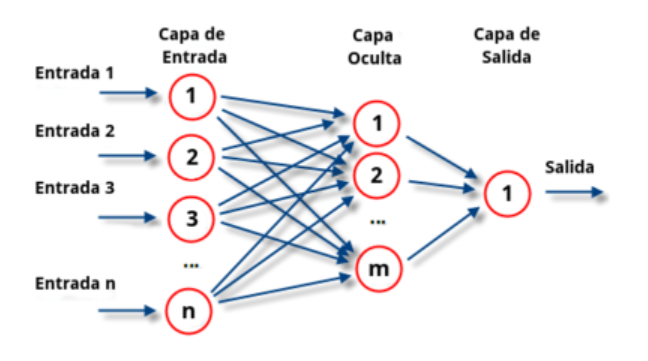 Capa de
Entrada
Capa
Oculta
Capa de
Salida
Entrada 1
1
Entrada 2
2
Entrada 3
3
...
Entrada n
n
1
2
...
m
1
Salida